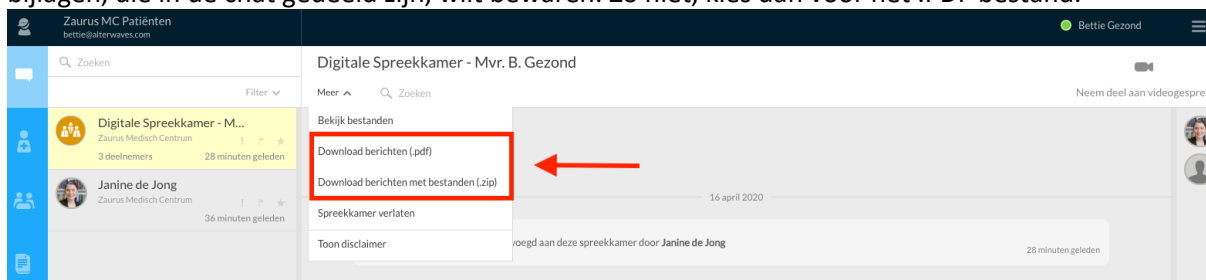 bijlagen, die in de chat gedeeld zijn, wilt bewaren. Zo niet, kies dan voor het .PDF bestand.
Zaurus MC Patiënten
bettie@alterwaves.com
Bettie Gezond
Zoeken
Filter
Digitale Spreekkamer - M...
Zaurus Medisch Centrum
3 deelnemers
28 minuten geleden
Janine de Jong
Zaurus Medisch Centrum
36 minuten geleden
Digitale Spreekkamer - Mvr. B. Gezond
Meer
Zoeken
Neem deel aan videogespre
Bekijk bestanden
Download berichten (.pdf)
Download berichten met bestanden (.zip)
Spreekkamer verlaten
Toon disclaimer
16 april 2020
voegd aan deze spreekkamer door Janine de Jong
28 minuten geleden